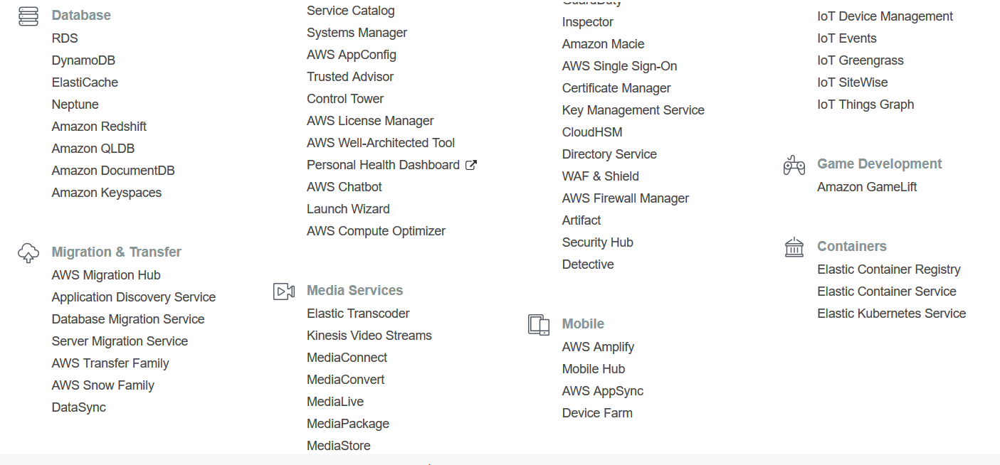 Database
RDS
DynamoDB
ElastiCache
Neptune
Amazon Redshift
Amazon QLDB
Amazon DocumentDB
Amazon Keyspaces
Migration & Transfer
AWS Migration Hub
Application Discovery Service
Database Migration Service
Server Migration Service
AWS Transfer Family
AWS Snow Family
DataSync
Service Catalog
Systems Manager
AWS AppConfig
Trusted Advisor
Control Tower
AWS License Manager
AWS Well-Architected Tool
Personal Health Dashboard
AWS Chatbot
Launch Wizard
AWS Compute Optimizer
Media Services
Elastic Transcoder
Kinesis Video Streams
MediaConnect
MediaConvert
MediaLive
MediaPackage
MediaStore
GuardDuty
Inspector
Amazon Macie
AWS Single Sign-On
Certificate Manager
Key Management Service
CloudHSM
Directory Service
WAF & Shield
AWS Firewall Manager
Artifact
Security Hub
Detective
Mobile
AWS Amplify
Mobile Hub
AWS AppSync
Device Farm
IoT Device Management
IoT Events
IoT Greengrass
IoT SiteWise
IoT Things Graph
Game Development
Amazon GameLift
Containers
Elastic Container Registry
Elastic Container Service
Elastic Kubernetes Service